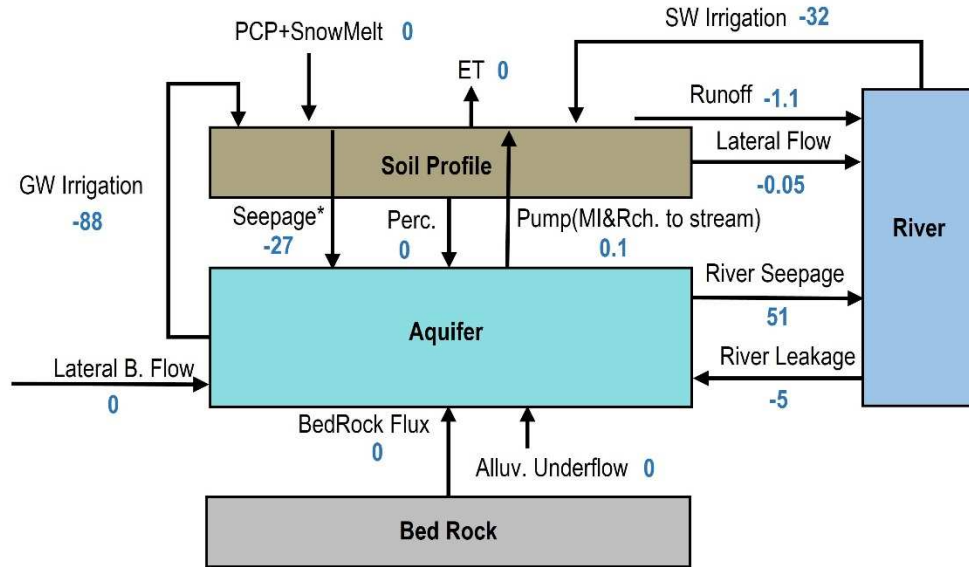 SW Irrigation -32
PCP+SnowMelt 0
ET 0
Runoff -1.1
Soil Profile
Lateral Flow
-0.05
GW Irrigation
-88
Seepage*
-27
Perc.
0
Pump(MI&Rch. to stream)
0.1
River
River Seepage
51
Aquifer
River Leakage
-5
Lateral B. Flow
0
BedRock Flux
0
Alluv. Underflow 0
Bed Rock